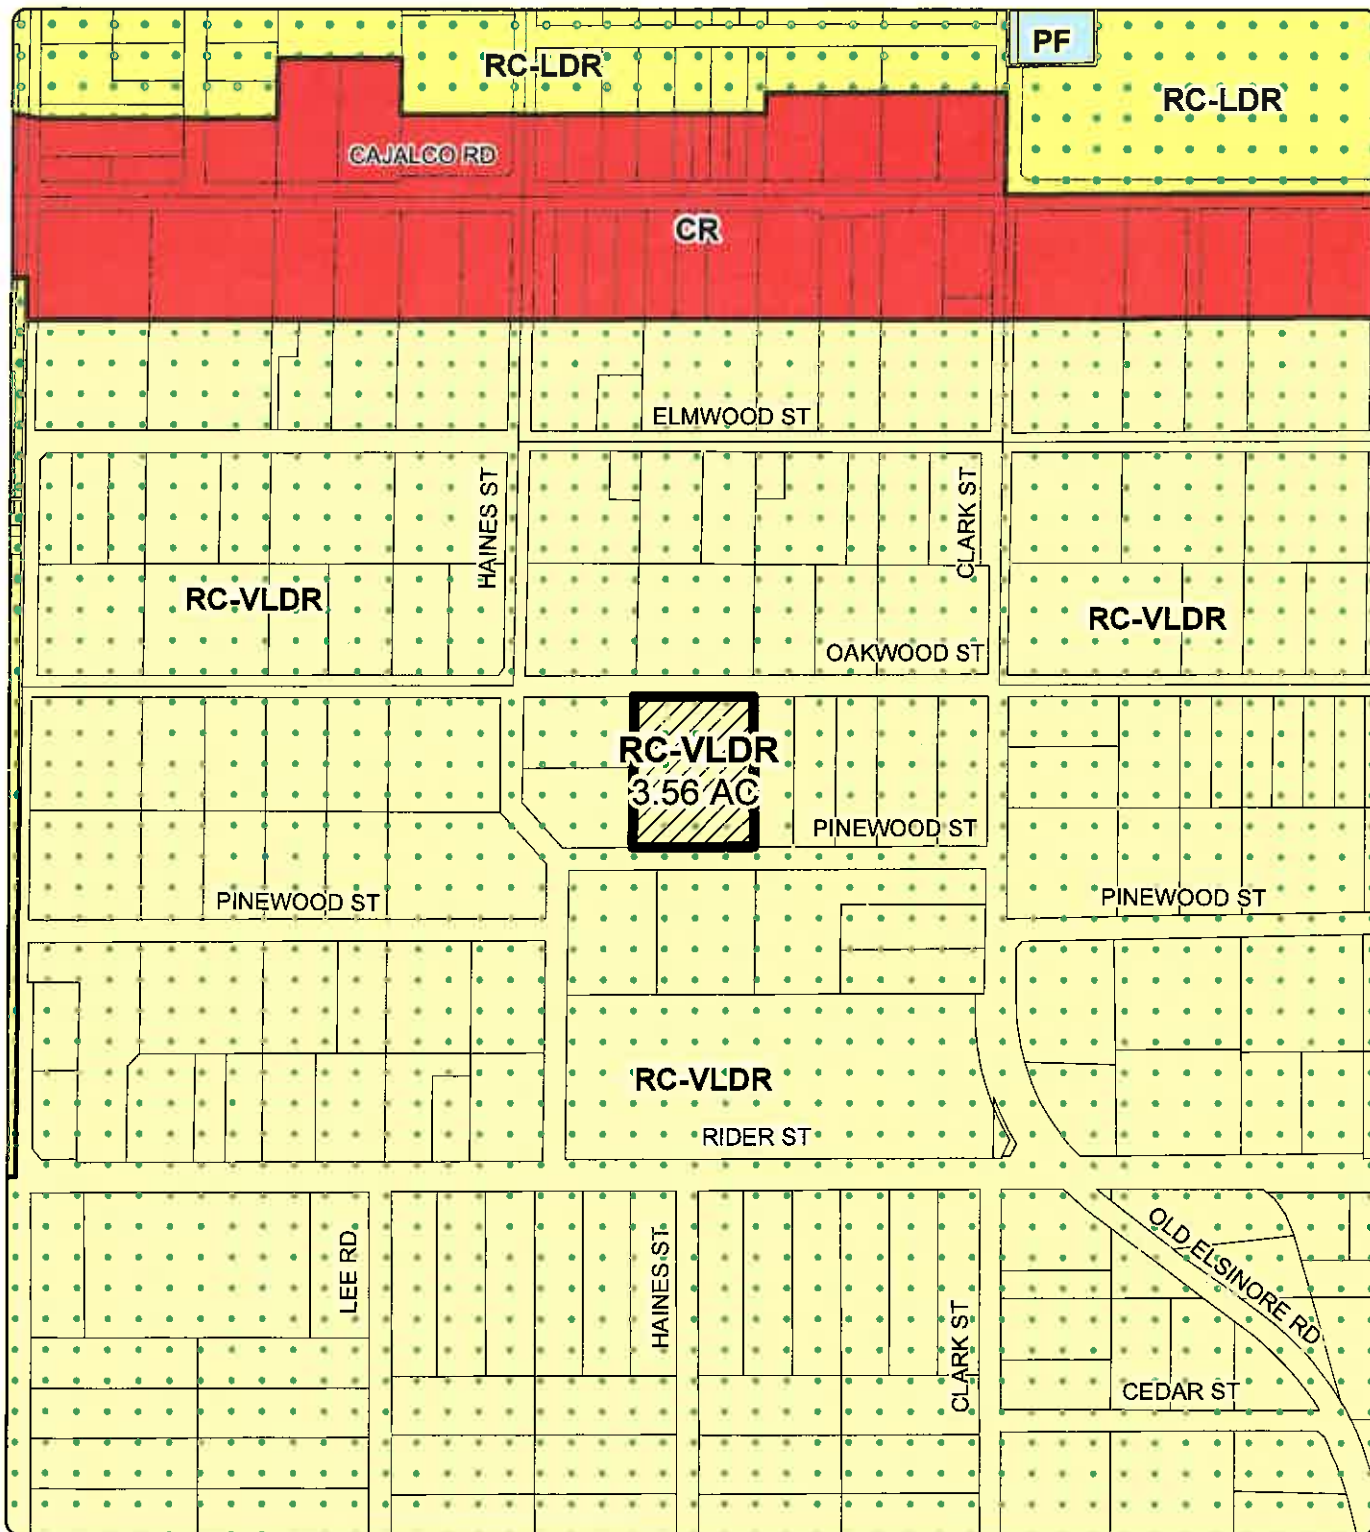 PF
RC-LDR
RC-LDR
CAJALCO RD
CR
ELMWOOD ST
HAINES ST
CLARK ST
RC-VLDR
RC-VLDR
OAKWOOD ST
RC-VLDR
3.56 AC
PINEWOOD ST
PINEWOOD ST
PINEWOOD ST
RC-VLDR
RIDER ST
LEE RD
HAINES ST
OLD ELSINORE RD
CLARK ST
CEDAR ST